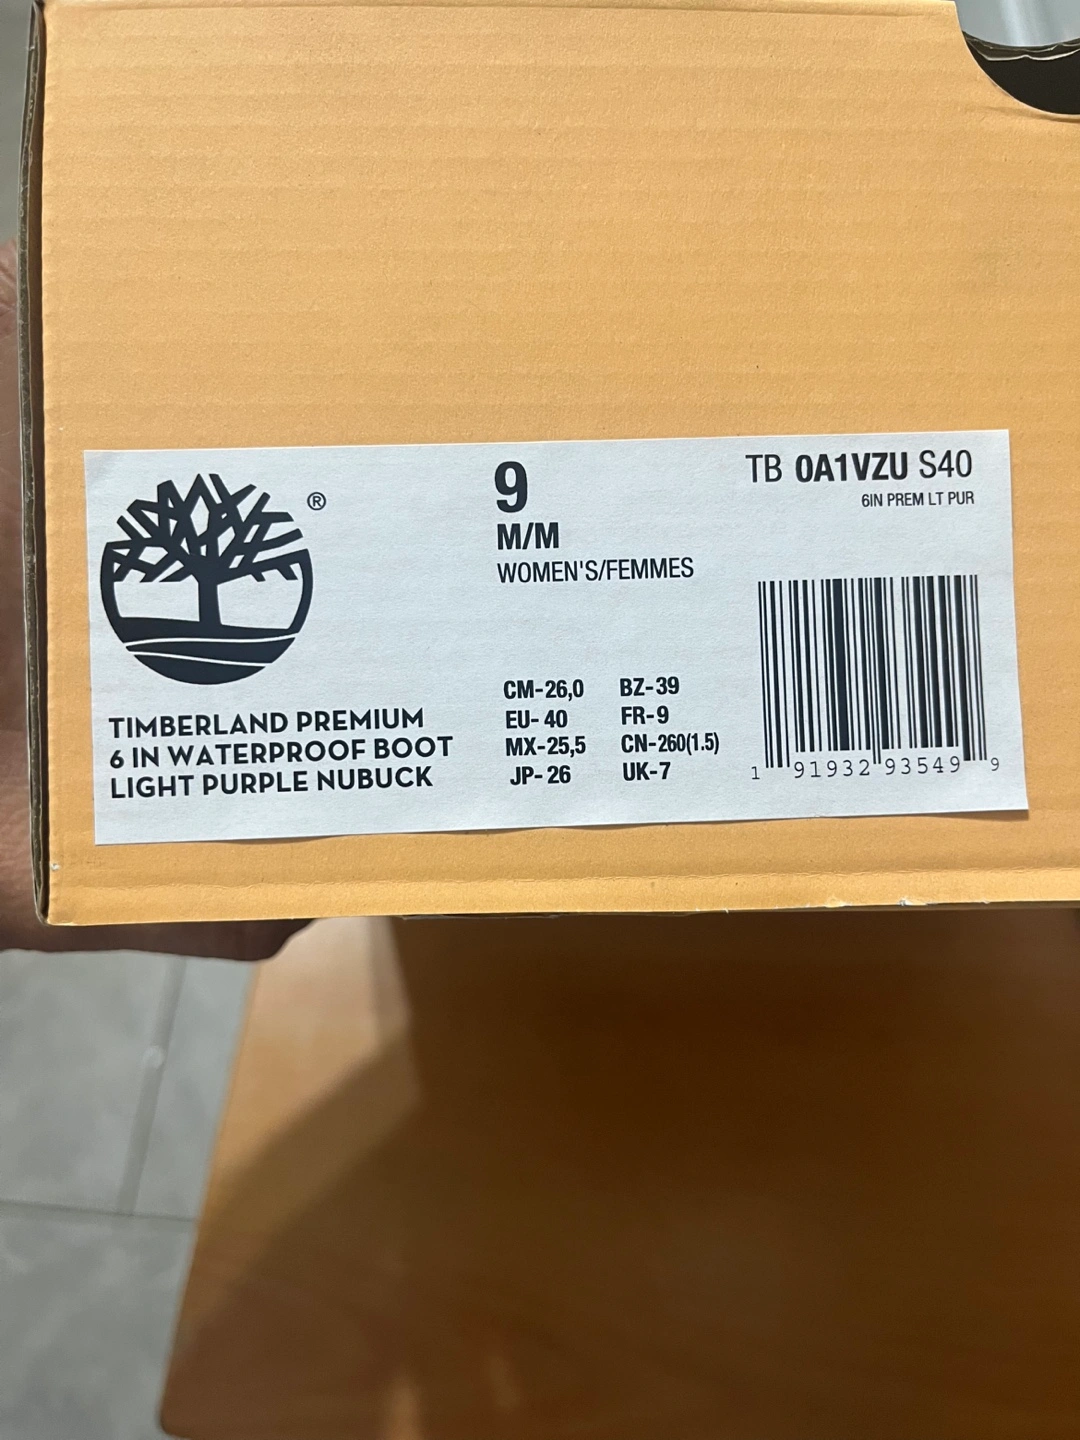 ®
TIMBERLAND PREMIUM
6 IN WATERPROOF BOOT
LIGHT PURPLE NUBUCK
9
M/M
WOMEN'S/FEMMES
CM-26,0 BZ-39
EU-40 FR-9
MX-25,5 CN-260(1.5)
JP-26 UK-7
TB 0A1VZU S40
6IN PREM LT PUR
1 91932 93549 9